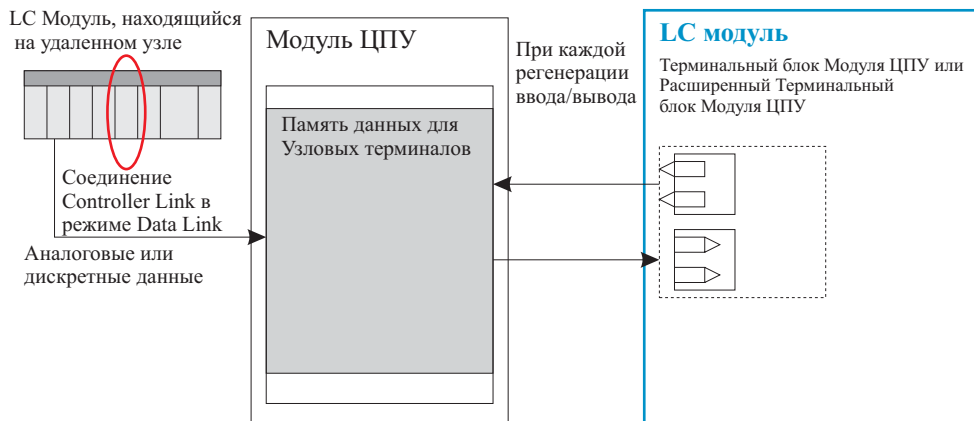 LC Модуль, находящийся
на удаленном узле
Соединение
Controller Link в
режиме Data Link
Аналоговые или
дискретные данные
Модуль ЦПУ
Память данных для
Узловых терминалов
При каждой
регенерации
ввода/вывода
LC модуль
Терминальный блок Модуля ЦПУ или
Расширенный Терминальный
блок Модуля ЦПУ